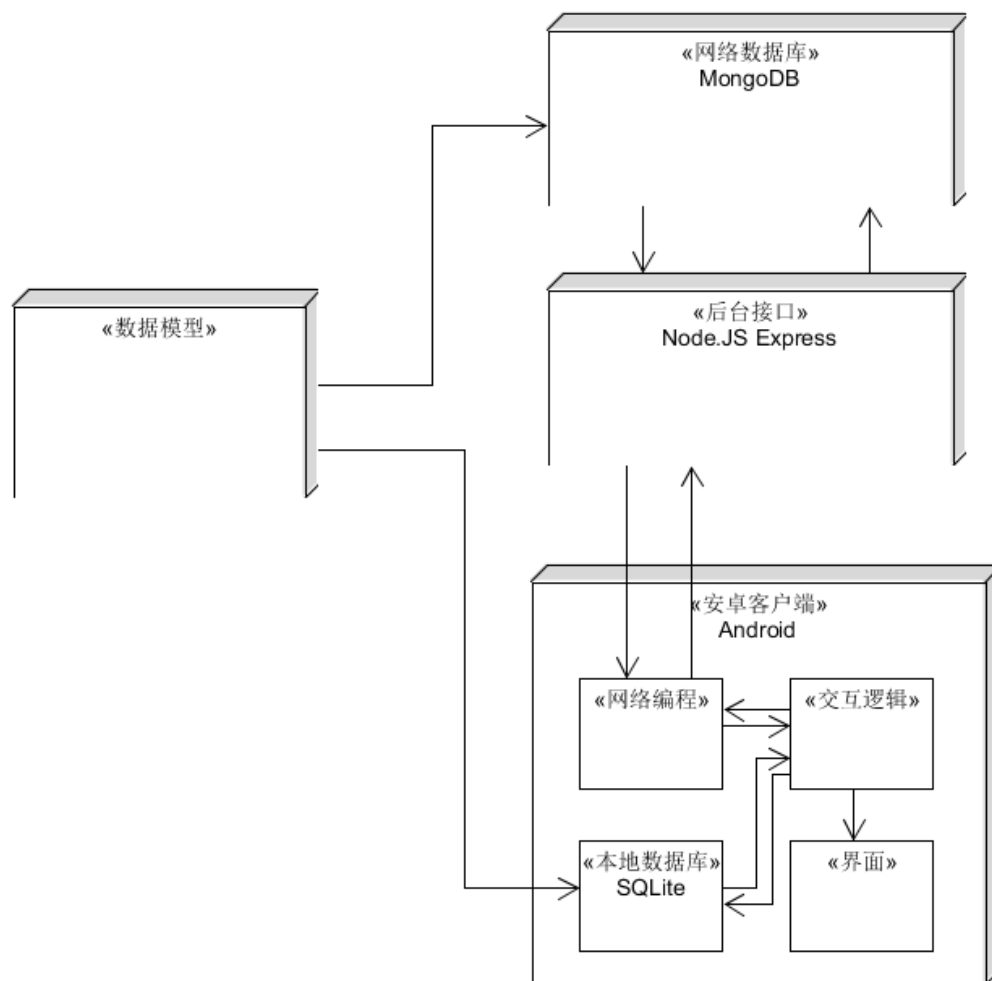 «网络数据库»
MongoDB
«数据模型»
«后台接口»
Node.JS Express
«安卓客户端»
Android
«网络编程»
«交互逻辑»
«本地数据库»
SQLite
«界面»